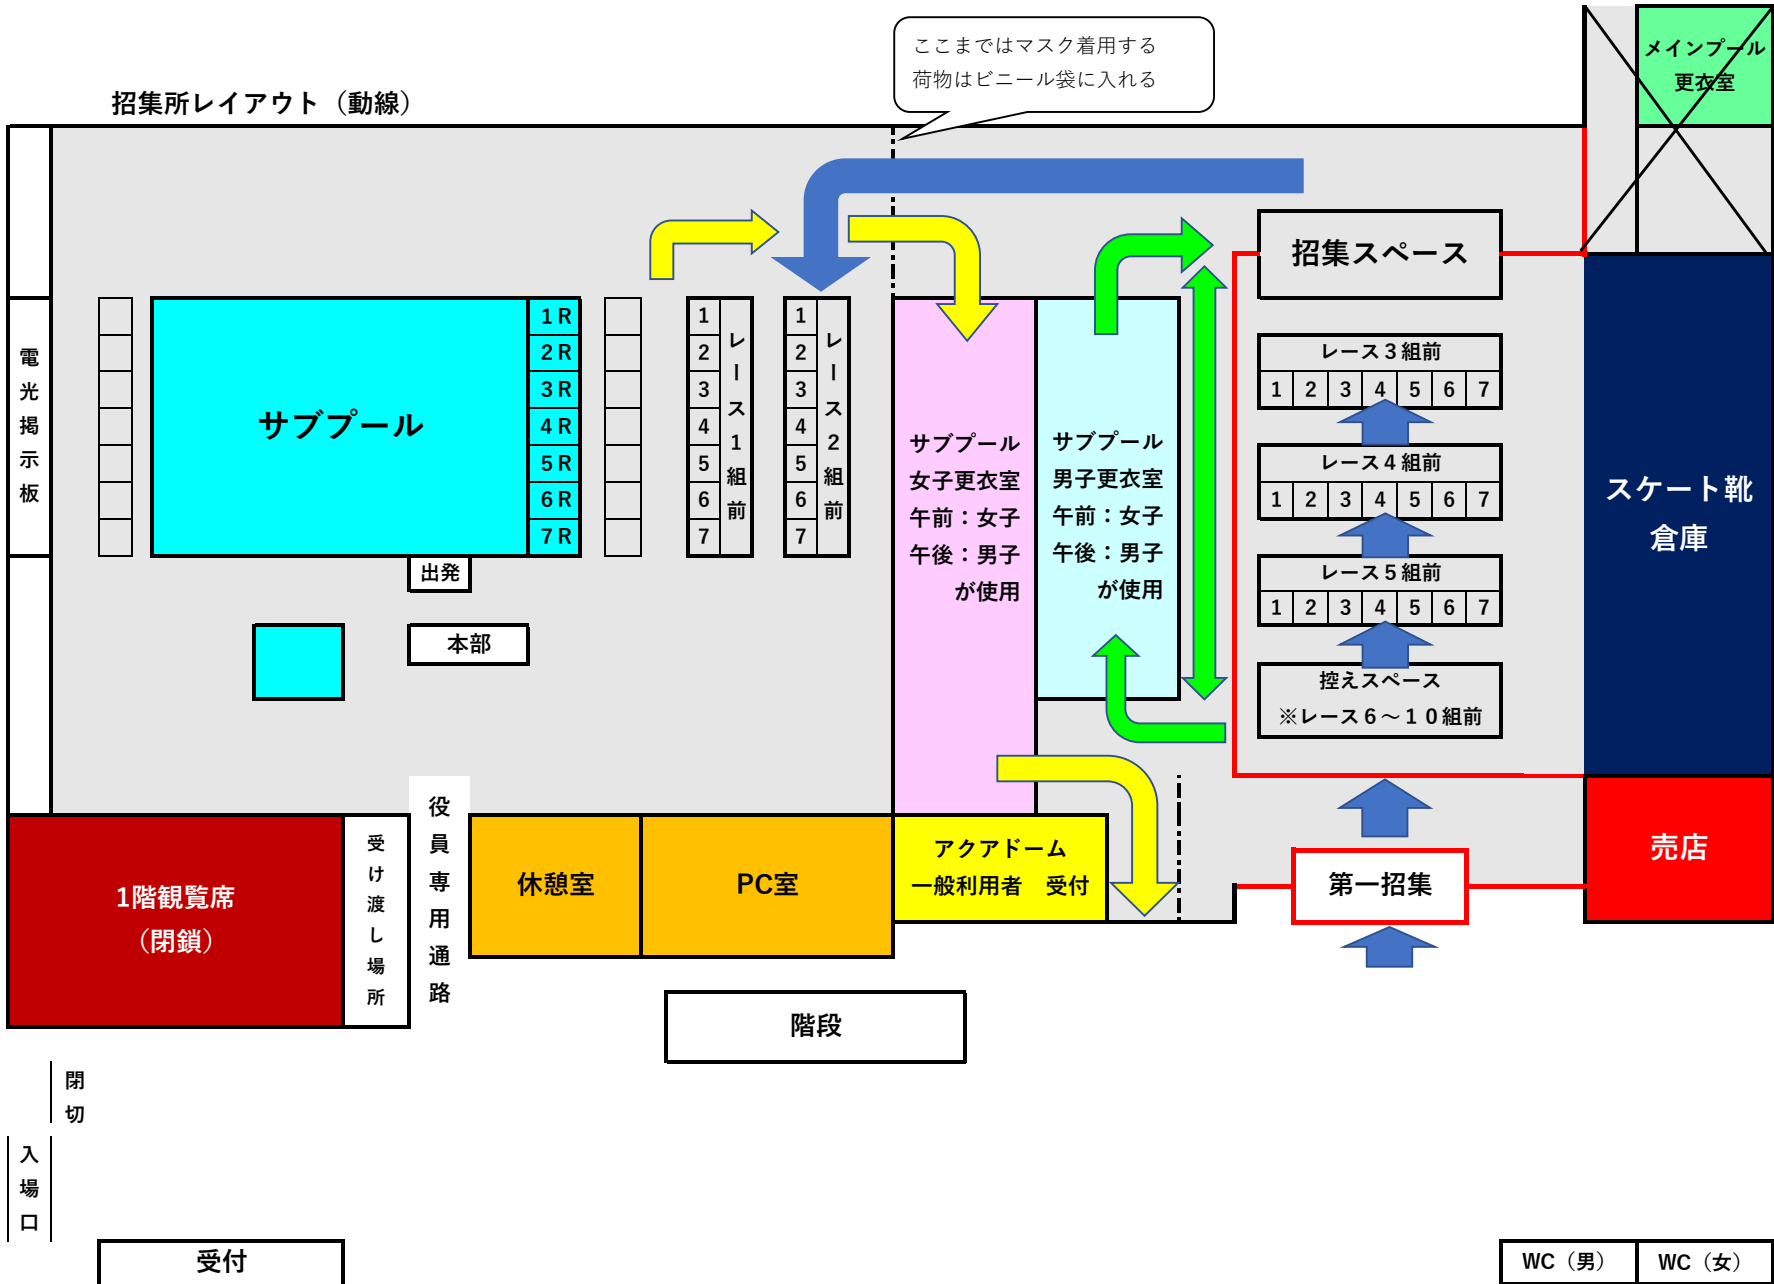 ここまではマスク着用する
荷物はビニール袋に入れる
メインプール
更衣室
招集所レイアウト（動線）
招集スペース
電光掲示板
サブプール
1R
2R
3R
4R
5R
6R
7R
1
2
3
4
5
6
7
レース1組前
1
2
3
4
5
6
7
レース2組前
サブプール
女子更衣室
午前：女子
午後：男子
が使用
サブプール
男子更衣室
午前：女子
午後：男子
が使用
レース3組前
1 2 3 4 5 6 7
レース4組前
1 2 3 4 5 6 7
レース5組前
1 2 3 4 5 6 7
控えスペース
※レース6～10組前
スケート靴
倉庫
出発
本部
1階観覧席
（閉鎖）
受け渡し場所
役員専用通路
休憩室
PC室
アクアドーム
一般利用者　受付
第一招集
売店
階段
閉切
入場口
受付
WC（男）
WC（女）